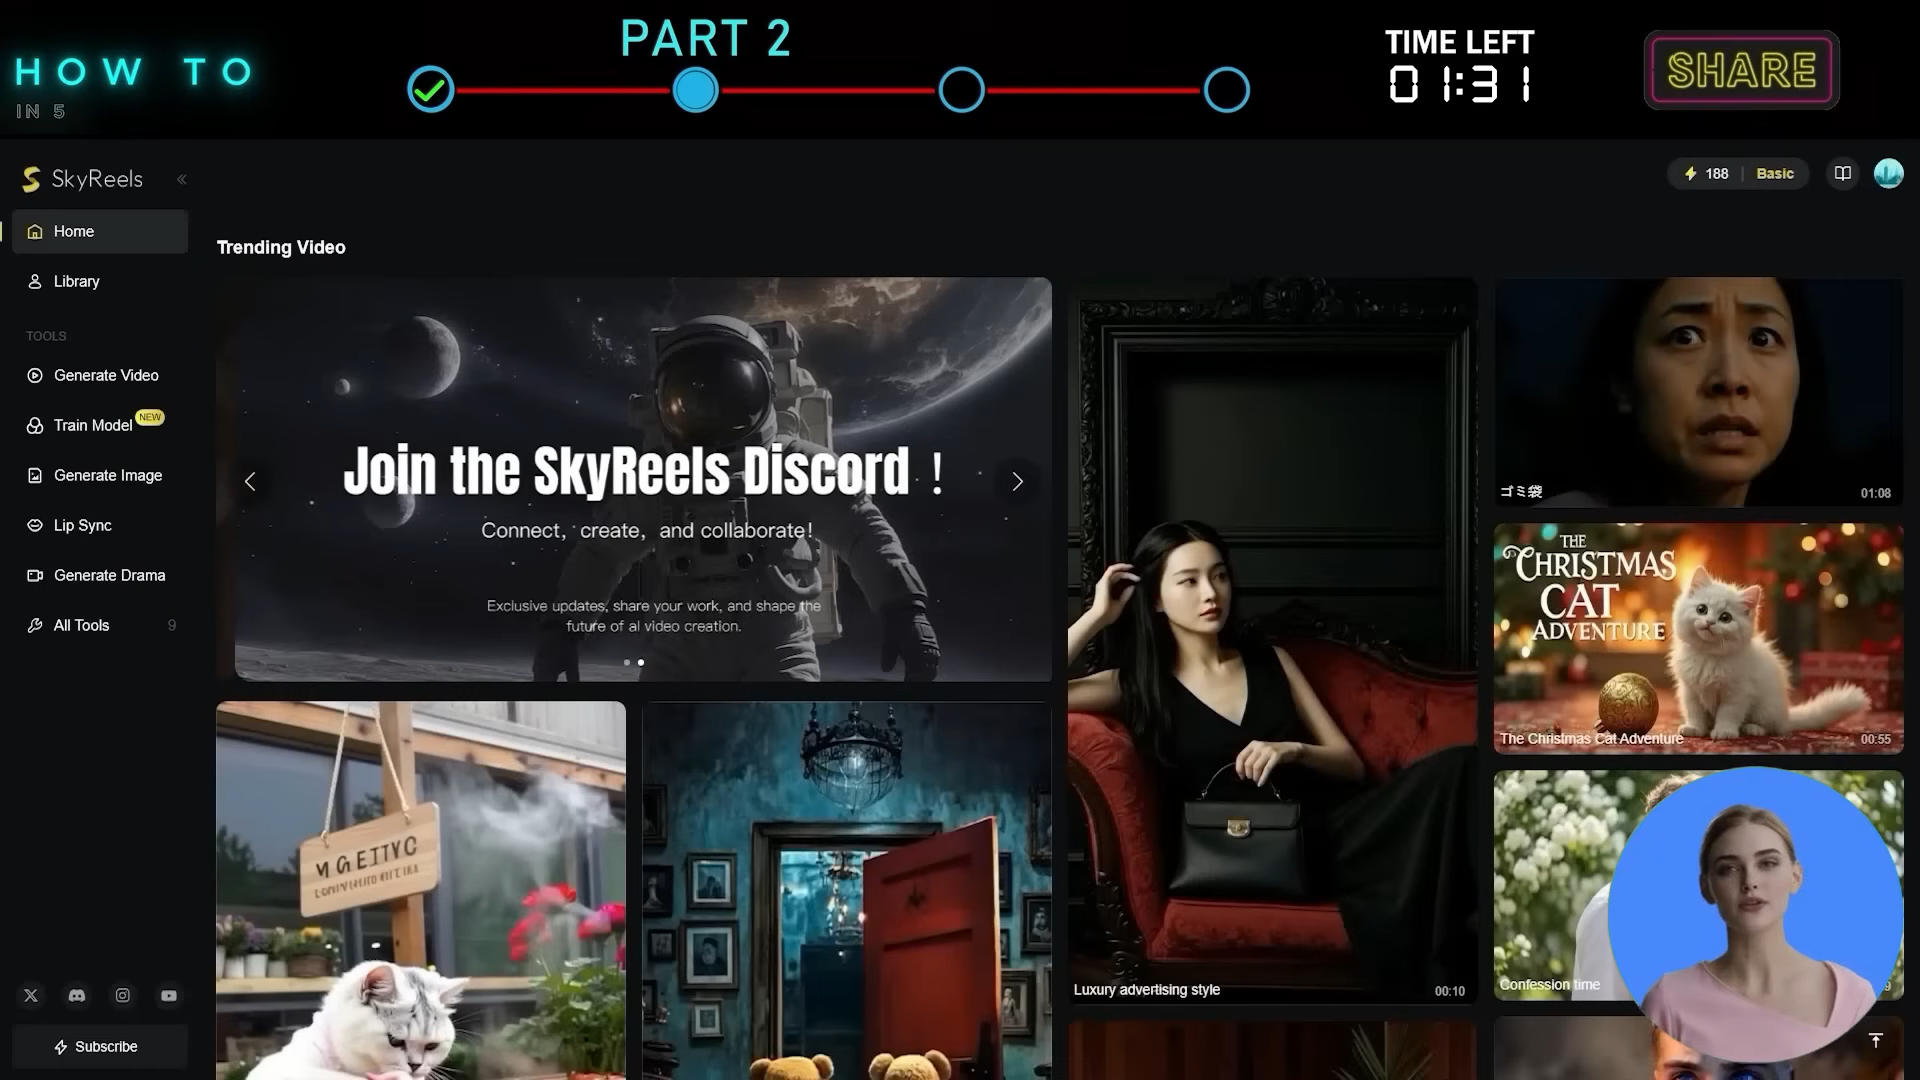 PART 2
HOW TO
IN 5
TIME LEFT
01:31
SHARE
SkyReels
188 | Basic
Home
Library
TOOLS
Generate Video
Train Model NEW
Generate Image
Lip Sync
Generate Drama
All Tools 9
Subscribe
Trending Video
Join the SkyReels Discord !
Connect, create, and collaborate!
Exclusive updates, share your work, and shape the
future of al video creation.
Luxury advertising style 00:10
ゴミ袋 01:08
THE
CHRISTMAS
CAT
ADVENTURE
The Christmas Cat Adventure 00:55
Confession time